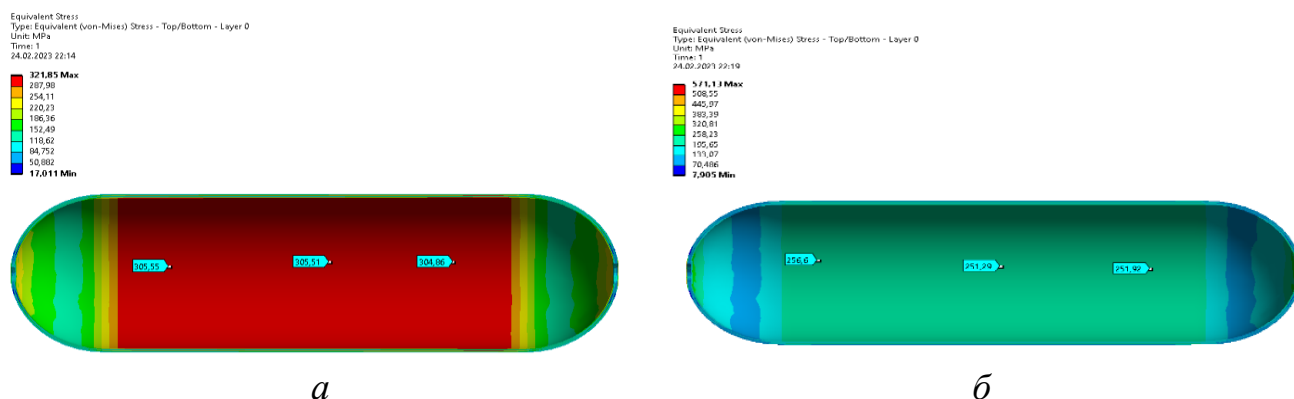 Equivalent Stress
Type: Equivalent (von-Mises) Stress - Top/Bottom - Layer 0
Unit: MPa
Time: 1
24.02.2023 22:14
321,85 Max
287,98
254,11
220,23
186,36
152,49
118,62
84,752
50,882
17,011 Min
305,55
305,51
304,86
а
Equivalent Stress
Type: Equivalent (von-Mises) Stress - Top/Bottom - Layer 0
Unit: MPa
Time: 1
24.02.2023 22:19
571,13 Max
508,55
445,97
383,39
320,81
258,23
195,65
133,07
70,486
7,905 Min
256,6
251,29
251,92
б